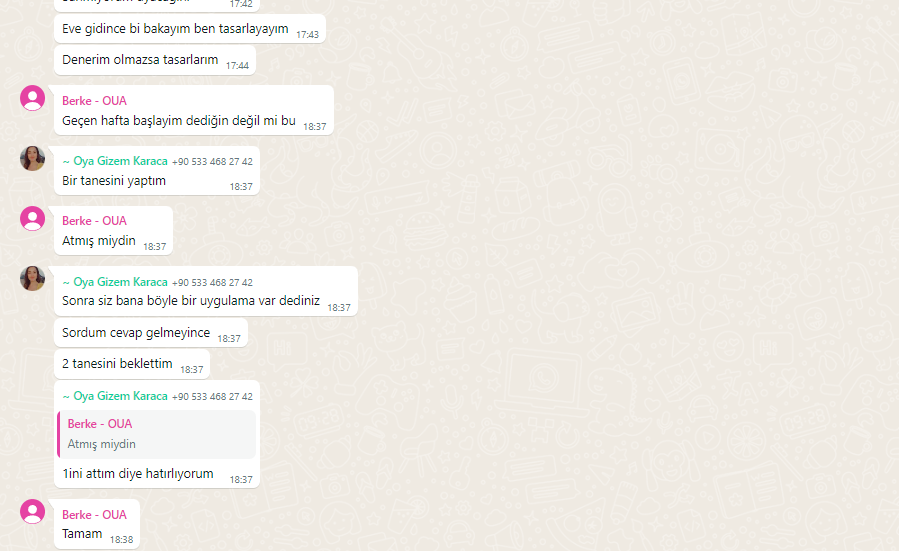 17:42
Eve gidince bi bakayım ben tasarlayayım 17:43
Denerim olmazsa tasarlarım 17:44
Berke - OUA
Geçen hafta başlayim dediğin değil mi bu 18:37
~ Oya Gizem Karaca +90 533 468 27 42
Bir tanesini yaptım 18:37
Berke - OUA
Atmış miydin 18:37
~ Oya Gizem Karaca +90 533 468 27 42
Sonra siz bana böyle bir uygulama var dediniz 18:37
Sordum cevap gelmeyince 18:37
2 tanesini beklettim 18:37
~ Oya Gizem Karaca +90 533 468 27 42
Berke - OUA
Atmış miydin
1ini attım diye hatırlıyorum 18:37
Berke - OUA
Tamam 18:38